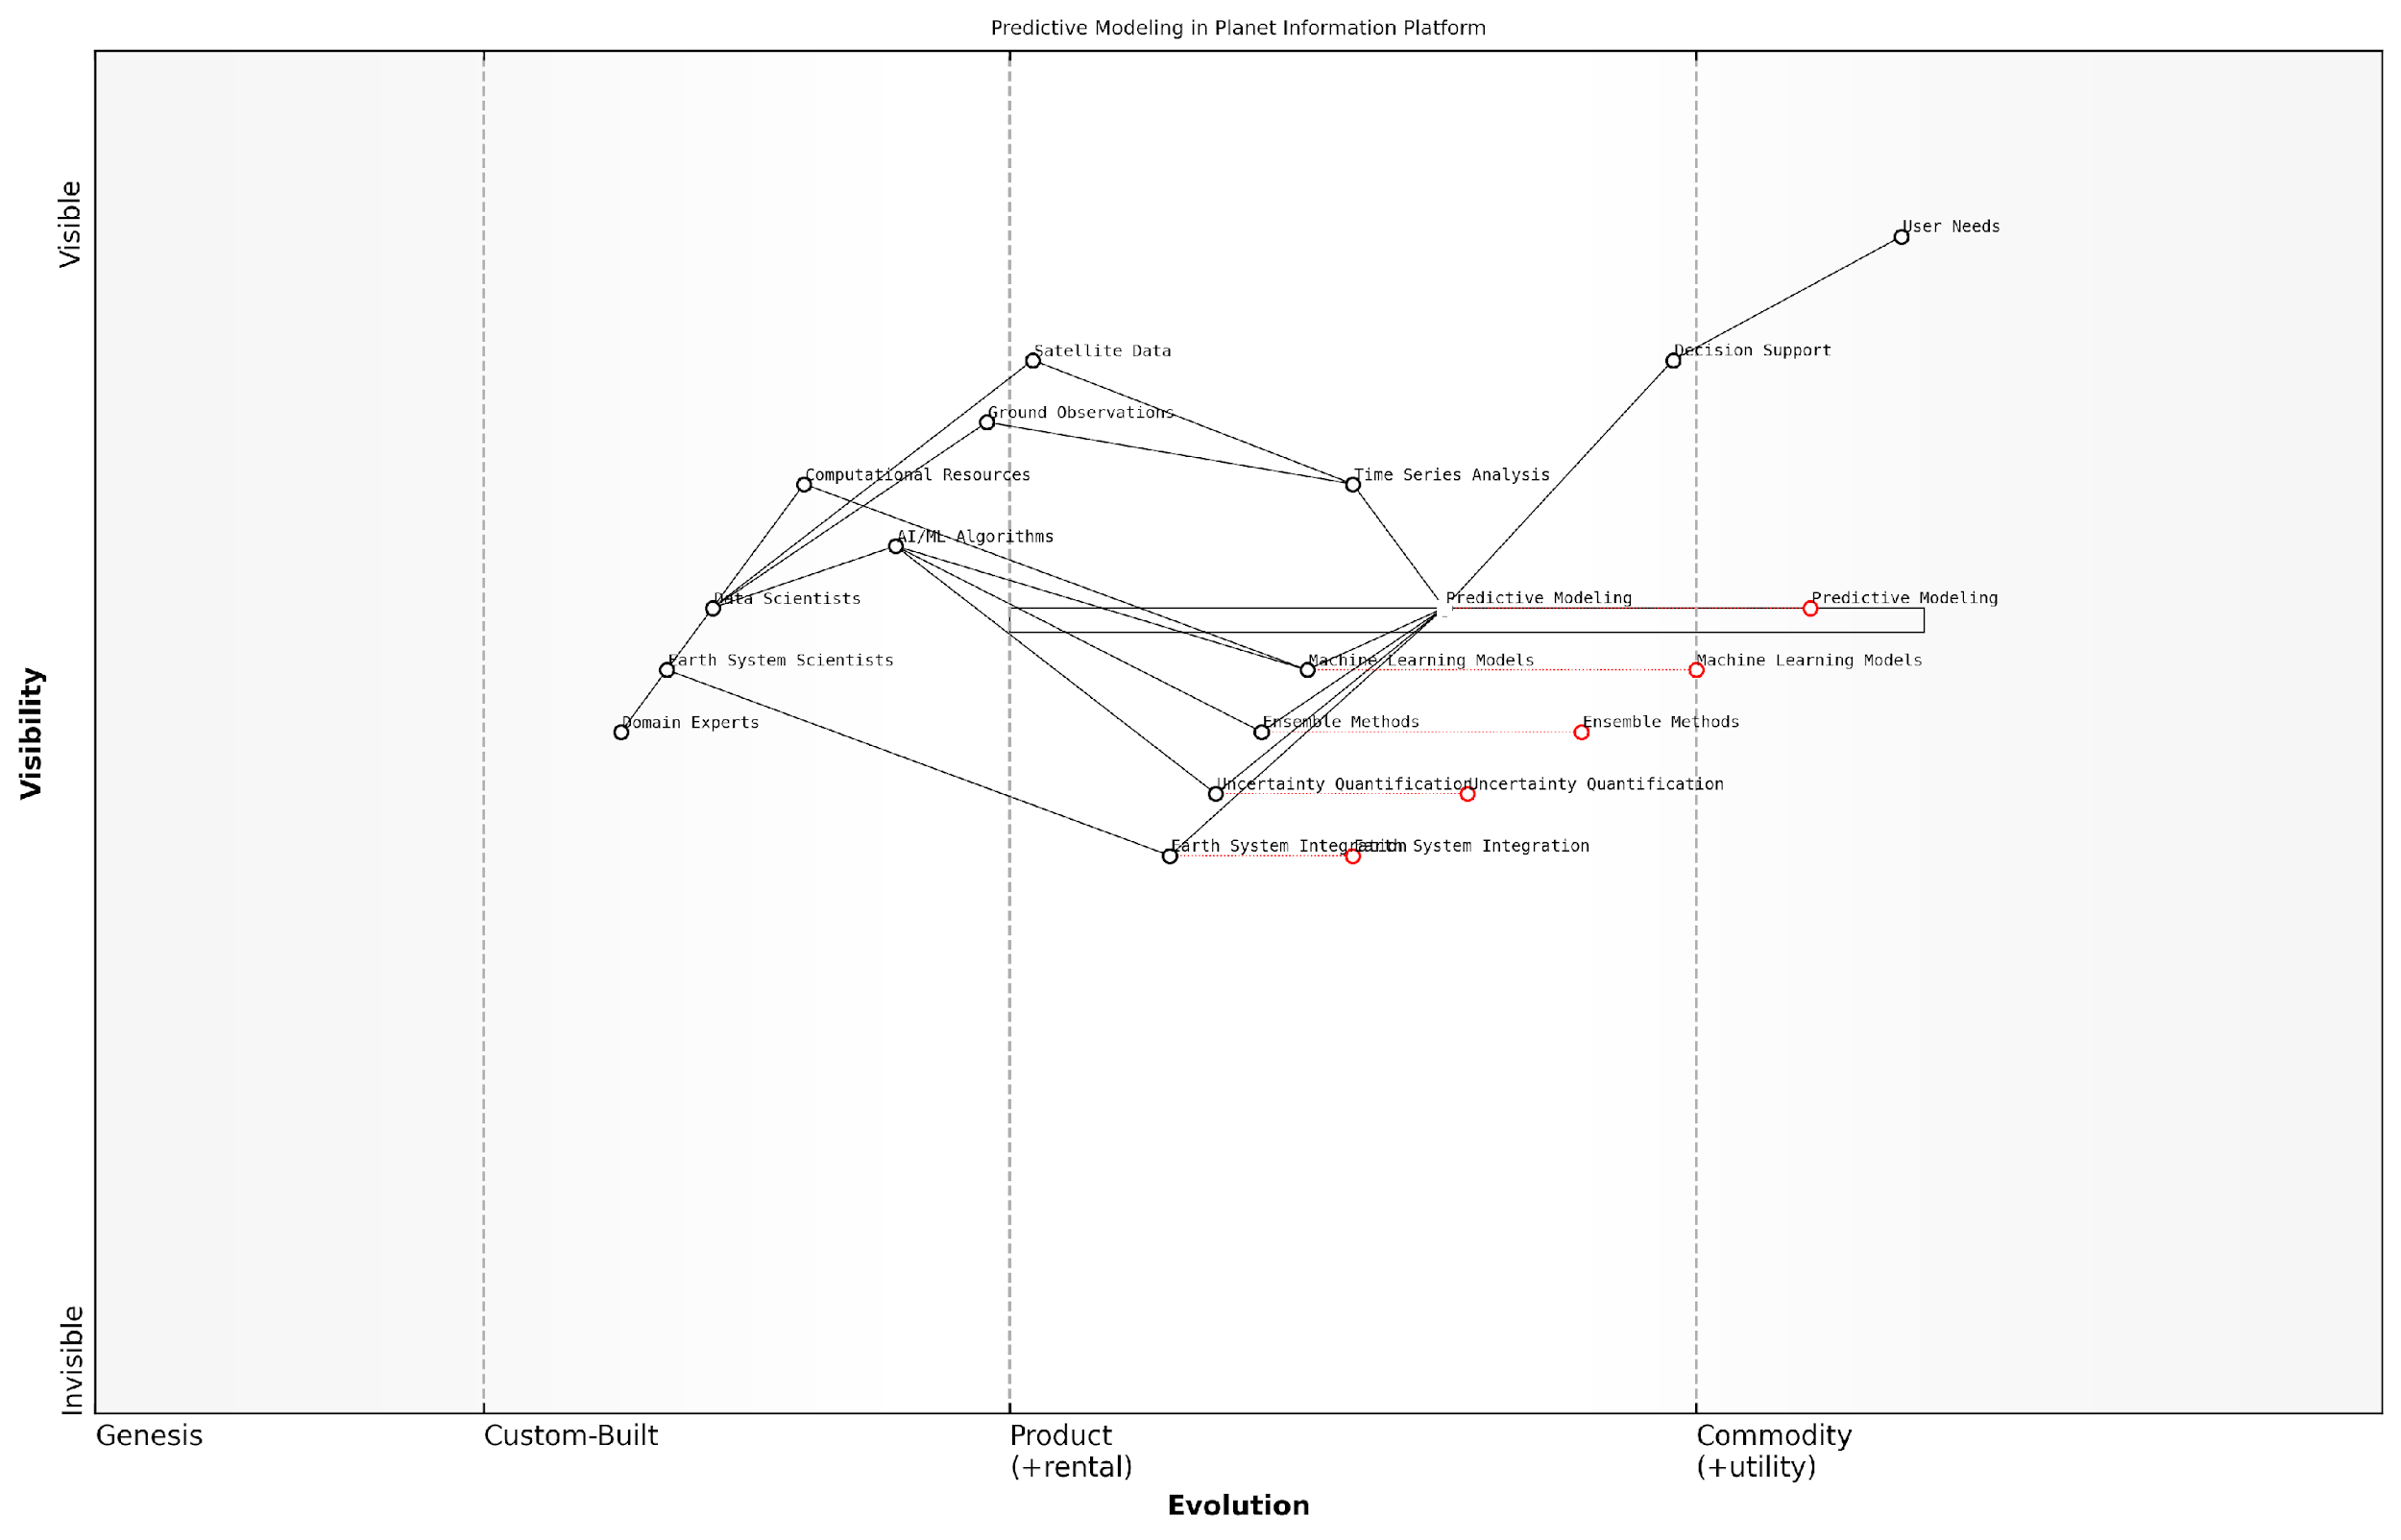 Predictive Modeling in Planet Information Platform
Visible
Visibility
Invisible
User Needs
Satellite Data
Decision Support
Ground Observations
Computational Resources
Time Series Analysis
AI/ML Algorithms
Data Scientists
Predictive Modeling
Predictive Modeling
Earth System Scientists
Machine Learning Models
Machine Learning Models
Domain Experts
Ensemble Methods
Ensemble Methods
Uncertainty Quantification
Uncertainty Quantification
Earth System Integration
Earth System Integration
Genesis
Custom-Built
Product
(+rental)
Commodity
(+utility)
Evolution